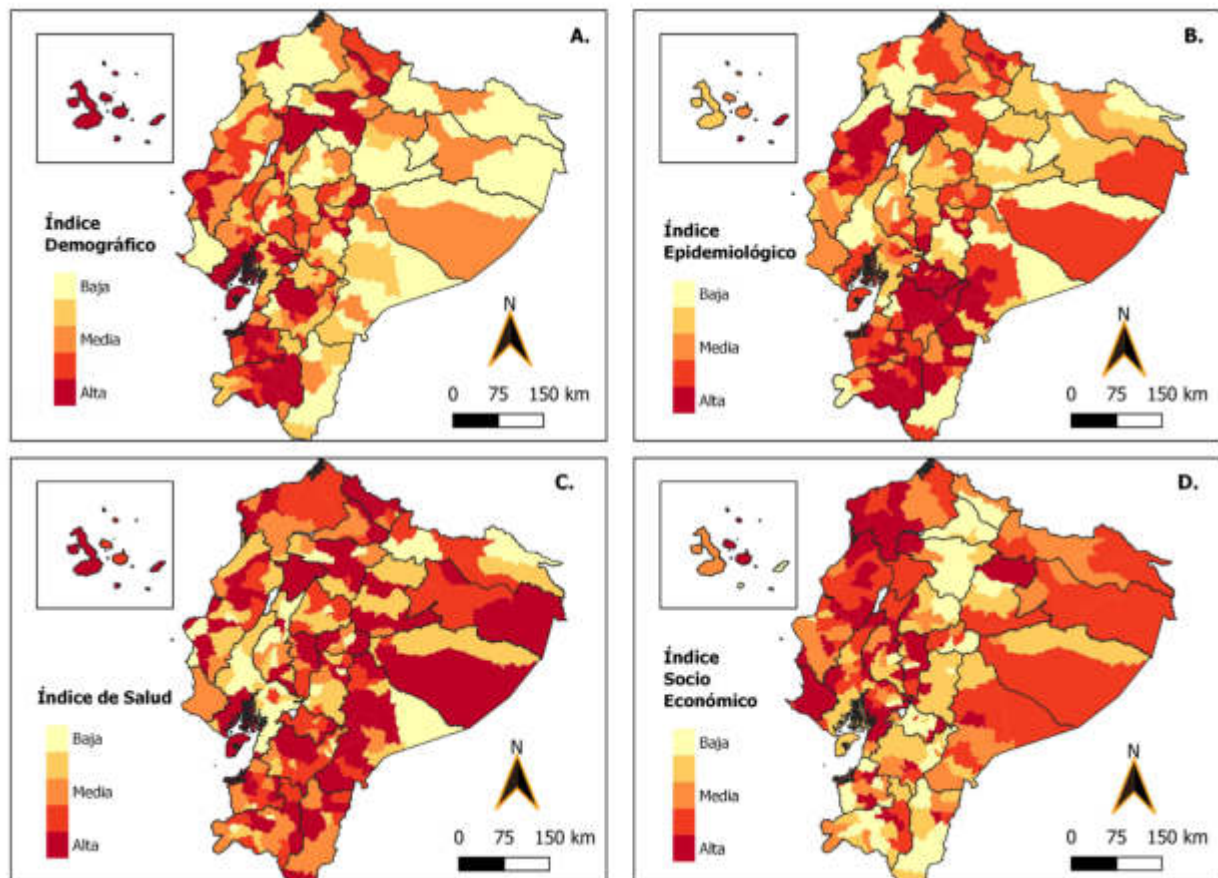 A.
Índice
Demográfico
Baja
Media
Alta
N
0 75 150 km
B.
Índice
Epidemiológico
Baja
Media
Alta
N
0 75 150 km
C.
Índice de Salud
Baja
Media
Alta
N
0 75 150 km
D.
Índice
Socio
Económico
Baja
Media
Alta
N
0 75 150 km